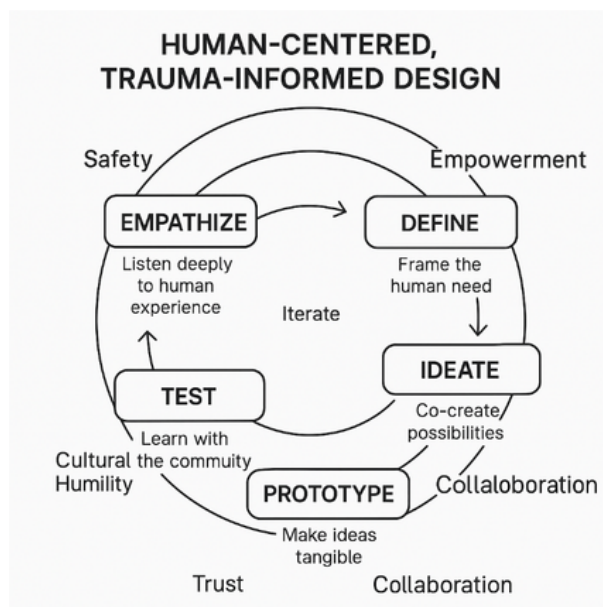 HUMAN-CENTERED,
TRAUMA-INFORMED DESIGN
Safety
Empowerment
EMPATHIZE
Listen deeply
to human
experience
DEFINE
Frame the
human need
Iterate
IDEATE
Co-create
possibilities
TEST
Learn with
the commuity
Cultural
Humility
PROTOTYPE
Make ideas
tangible
Collaloboration
Trust
Collaboration